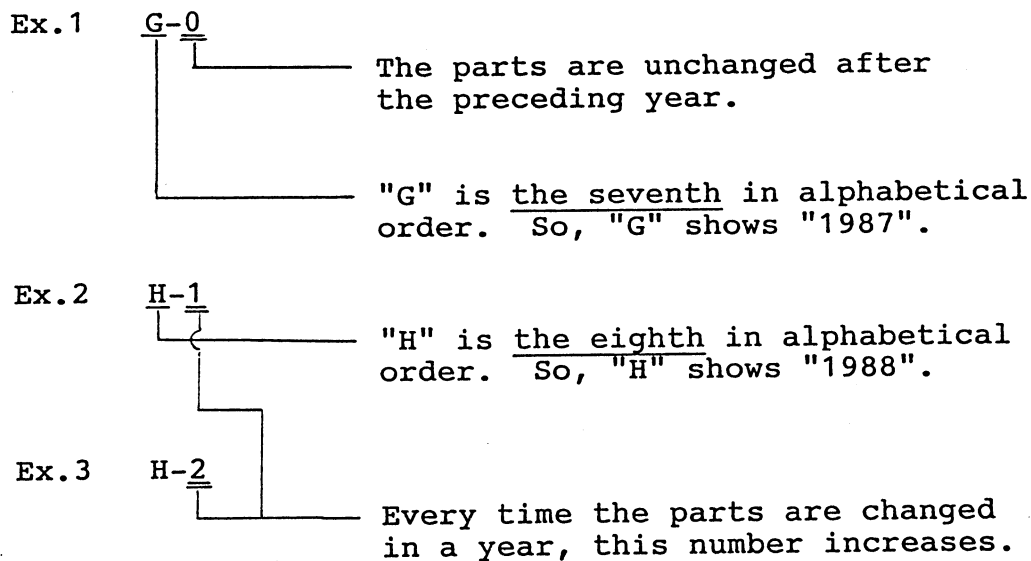 Ex.1 G-0
The parts are unchanged after
the preceding year.
"G" is the seventh in alphabetical
order. So, "G" shows "1987".
Ex.2 H-1
"H" is the eighth in alphabetical
order. So, "H" shows "1988".
Ex.3 H-2
Every time the parts are changed
in a year, this number increases.